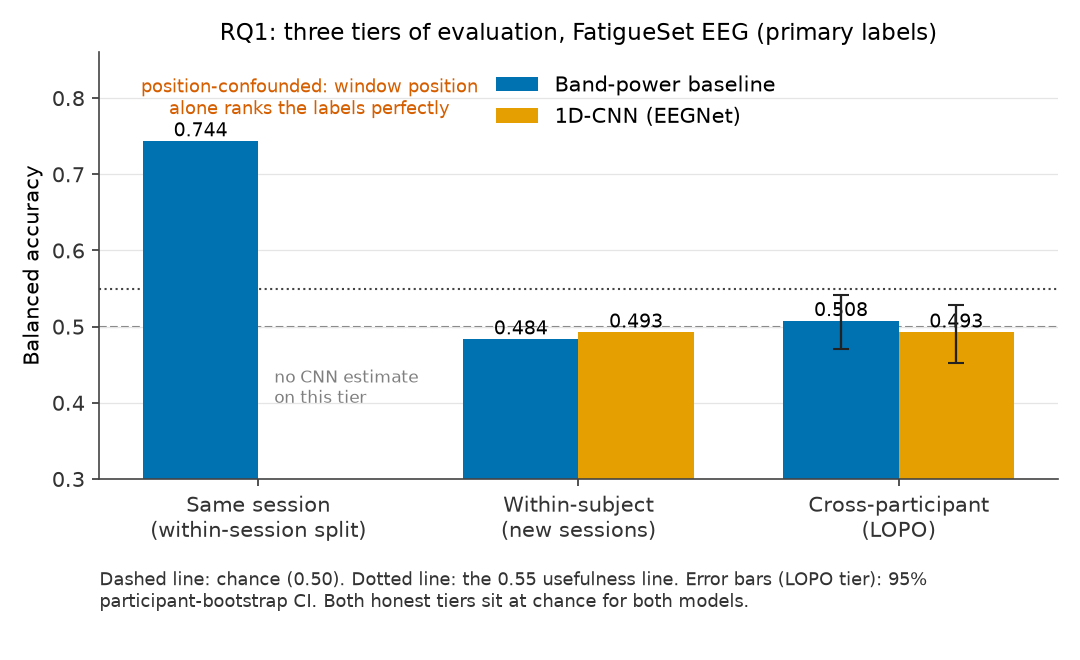 RQ1: three tiers of evaluation, FatigueSet EEG (primary labels)
position-confounded: window position
alone ranks the labels perfectly
Band-power baseline
1D-CNN (EEGNet)
Balanced accuracy
0.8
0.7
0.6
0.5
0.4
0.3
0.744
no CNN estimate
on this tier
0.484
0.493
0.508
0.493
Same session
(within-session split)
Within-subject
(new sessions)
Cross-participant
(LOPO)
Dashed line: chance (0.50). Dotted line: the 0.55 usefulness line. Error bars (LOPO tier): 95%
participant-bootstrap CI. Both honest tiers sit at chance for both models.